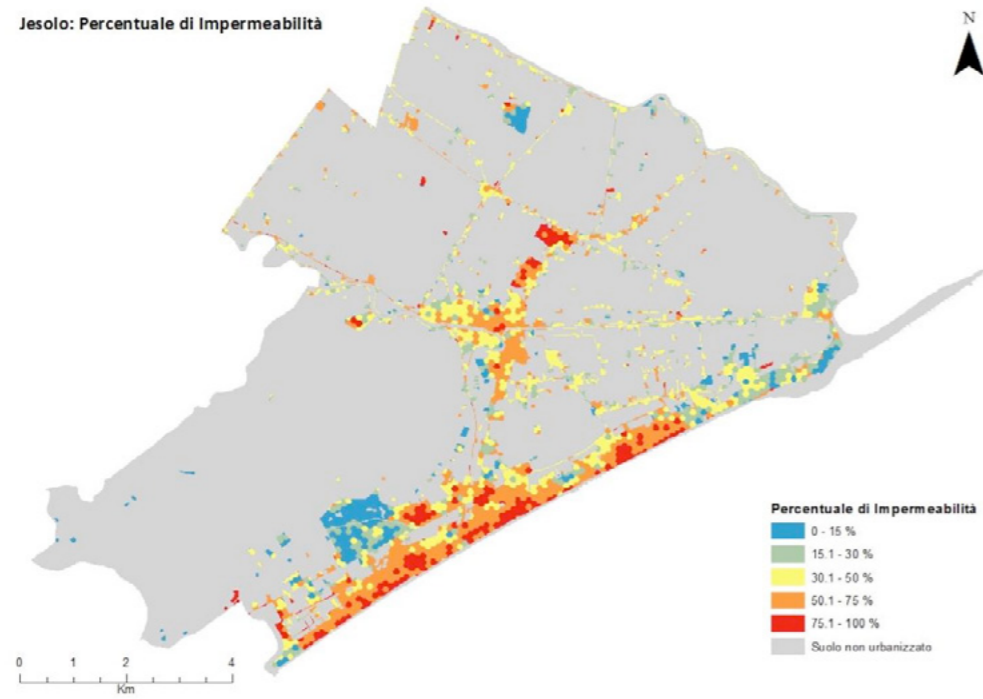 Jesolo: Percentuale di Impermeabilità
N
Percentuale di Impermeabilità
0 - 15 %
15.1 - 30 %
30.1 - 50 %
50.1 - 75 %
75.1 - 100 %
Suolo non urbanizzato
0 1 2 4
Km